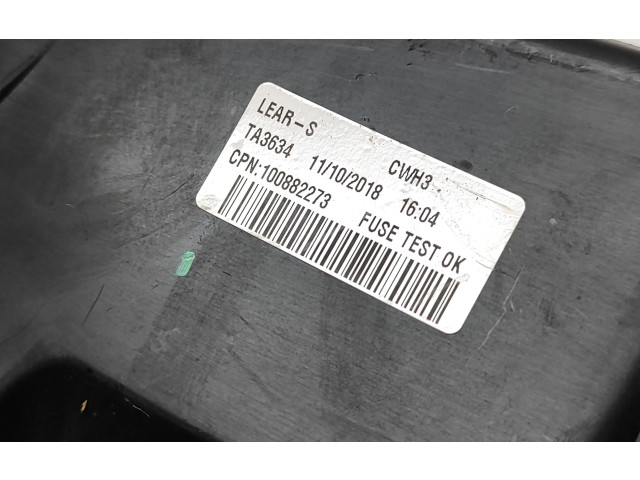 LEAR-S CWH3
TA3634 11/10/2018 16:04
CPN:100882273 FUSE TEST OK